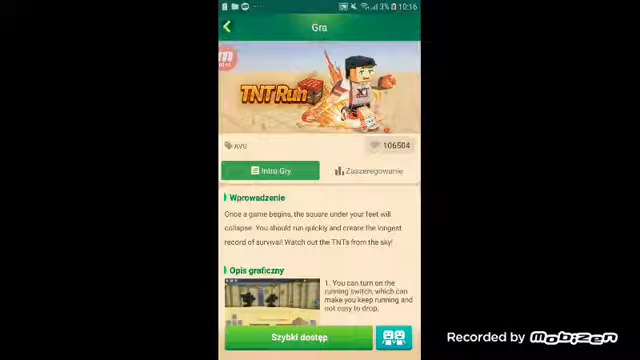 3% 10:16
Gra
TNT Run
AVG
106504
Intro Gry
Zaszeregowanie
Wprowadzenie
Once a game begins, the square under your feet will
collapse. You should run quickly and create the longest
record of survival! Watch out the TNTs from the sky!
Opis graficzny
1. You can turn on the
running switch, which can
make you keep running and
not easy to drop,
Szybki dostęp
Recorded by Mobizen